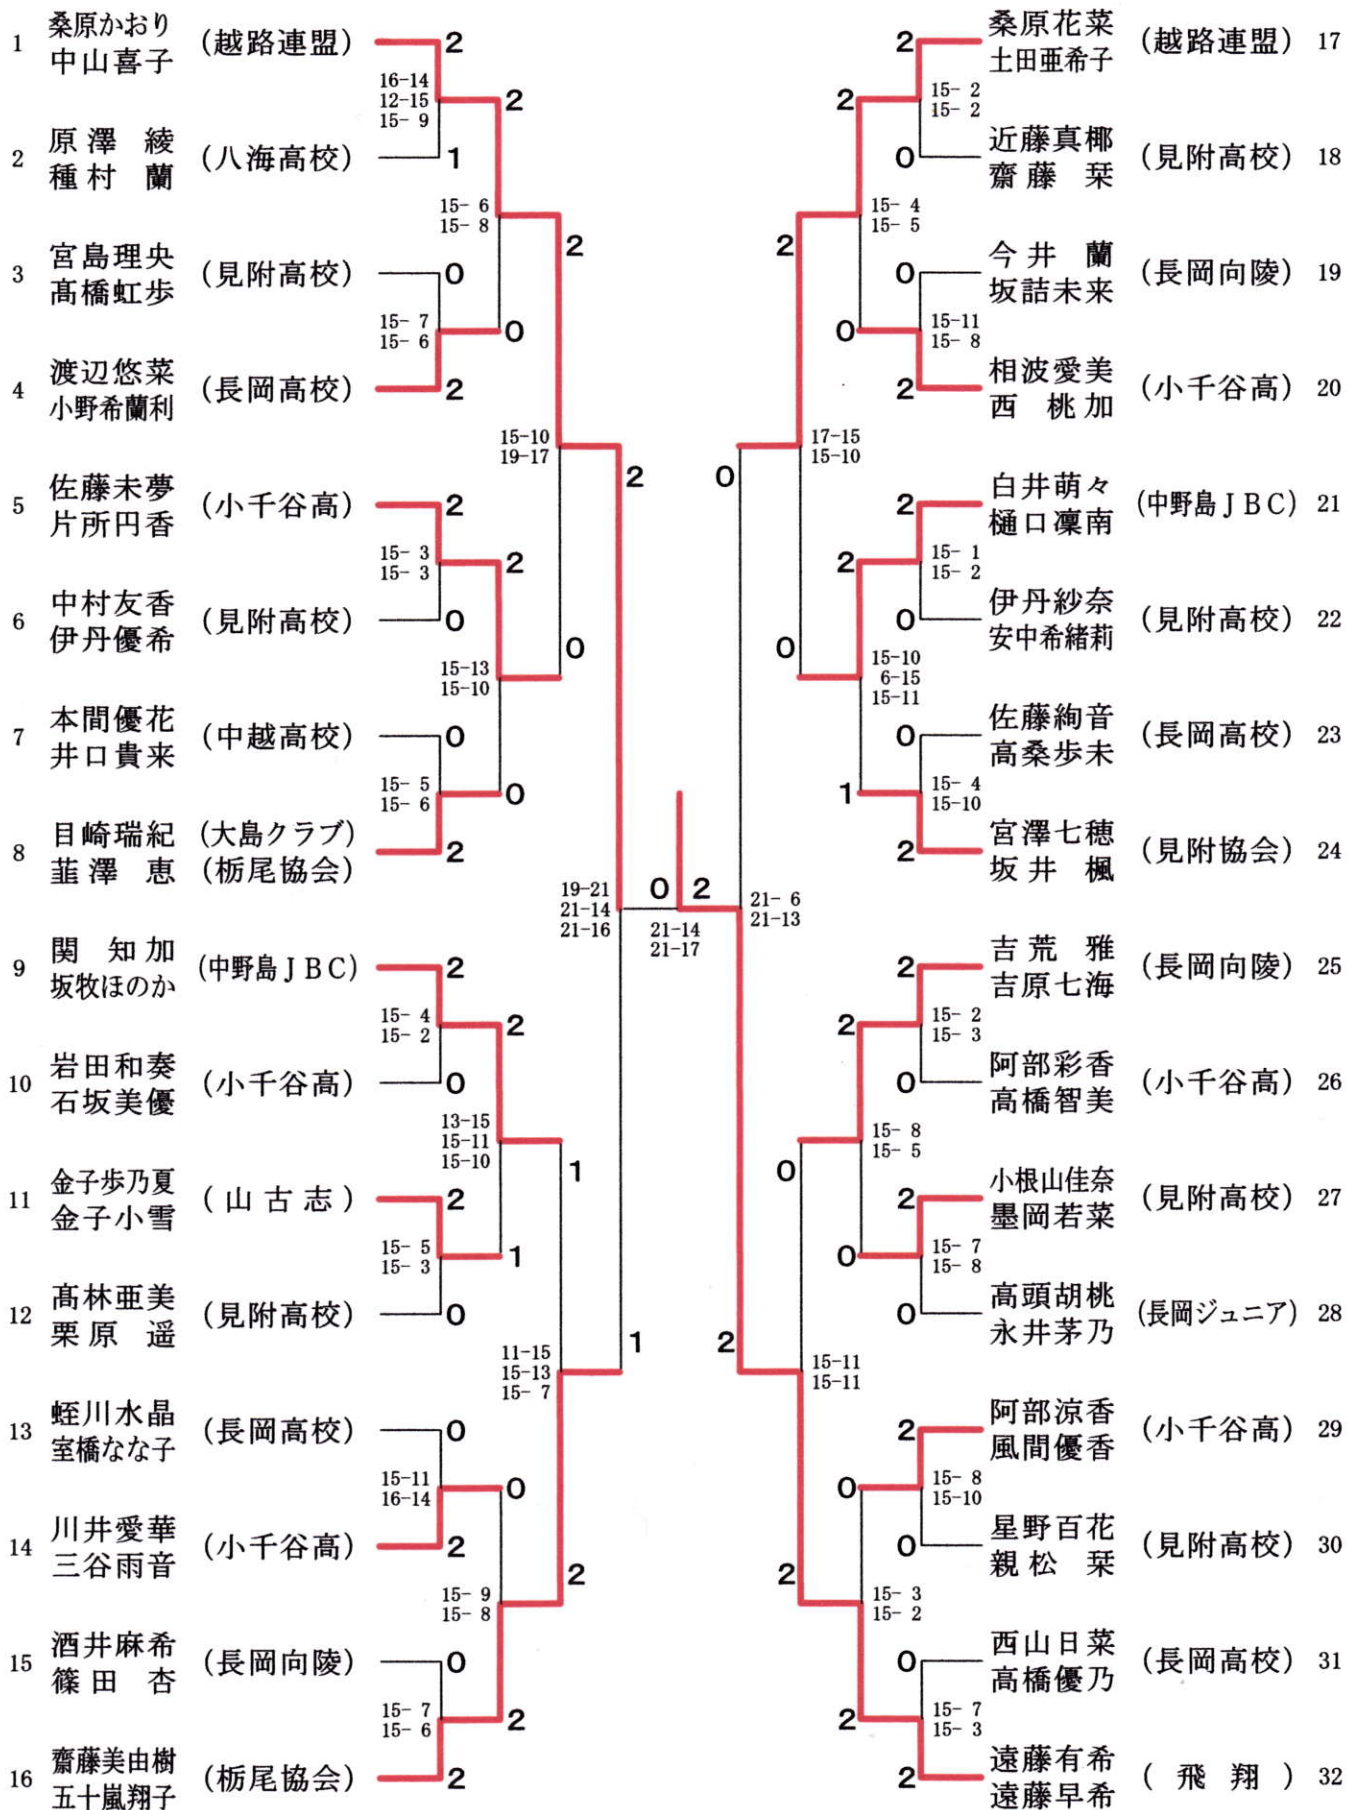 1 桑原かおり (越路連盟) 2
中山喜子
16-14
12-15
15- 9
2
2 原澤 綾 (八海高校) 1
種村 蘭
15- 6
15- 8
2
3 宮島理央 (見附高校) 0
髙橋虹歩
15- 7
15- 6
0
4 渡辺悠菜 (長岡高校) 2
小野希蘭利
15-10
19-17
2
5 佐藤未夢 (小千谷高) 2
片所円香
15- 3
15- 3
2
6 中村友香 (見附高校) 0
伊丹優希
15-13
15-10
0
7 本間優花 (中越高校) 0
井口貴来
15- 5
15- 6
0
8 目崎瑞紀 (大島クラブ) 2
韮澤 恵 (栃尾協会)
19-21
21-14
21-16
0 2
21-14
21-17
9 関 知加 (中野島JBC) 2
坂牧ほのか
15- 4
15- 2
2
10 岩田和奏 (小千谷高) 0
石坂美優
13-15
15-11
15-10
1
11 金子歩乃夏 (山古志) 2
金子小雪
15- 5
15- 3
1
12 髙林亜美 (見附高校) 0
栗原 遥
11-15
15-13
15- 7
1
13 蛭川水晶 (長岡高校) 0
室橋なな子
15-11
16-14
0
14 川井愛華 (小千谷高) 2
三谷雨音
15- 9
15- 8
2
15 酒井麻希 (長岡向陵) 0
篠田 杏
15- 7
15- 6
2
16 齋藤美由樹 (栃尾協会) 2
五十嵐翔子
2 桑原花菜 (越路連盟) 17
土田亜希子
2
15- 2
15- 2
0 近藤真椰 (見附高校) 18
齋藤 栞
2
15- 4
15- 5
0 今井 蘭 (長岡向陵) 19
坂詰未来
0
15-11
15- 8
2 相波愛美 (小千谷高) 20
西 桃加
0
17-15
15-10
2 白井萌々 (中野島JBC) 21
樋口凜南
2
15- 1
15- 2
0 伊丹紗奈 (見附高校) 22
安中希緒莉
0
15-10
6-15
15-11
0 佐藤絢音 (長岡高校) 23
高桑歩未
1
15- 4
15-10
2 宮澤七穂 (見附協会) 24
坂井 楓
21- 6
21-13
2 吉荒 雅 (長岡向陵) 25
吉原七海
2
15- 2
15- 3
0 阿部彩香 (小千谷高) 26
高橋智美
0
15- 8
15- 5
2 小根山佳奈 (見附高校) 27
墨岡若菜
0
15- 7
15- 8
0 高頭胡桃 (長岡ジュニア) 28
永井茅乃
2
15-11
15-11
2 阿部涼香 (小千谷高) 29
風間優香
0
15- 8
15-10
0 星野百花 (見附高校) 30
親松 栞
2
15- 3
15- 2
0 西山日菜 (長岡高校) 31
高橋優乃
2
15- 7
15- 3
2 遠藤有希 (飛翔) 32
遠藤早希